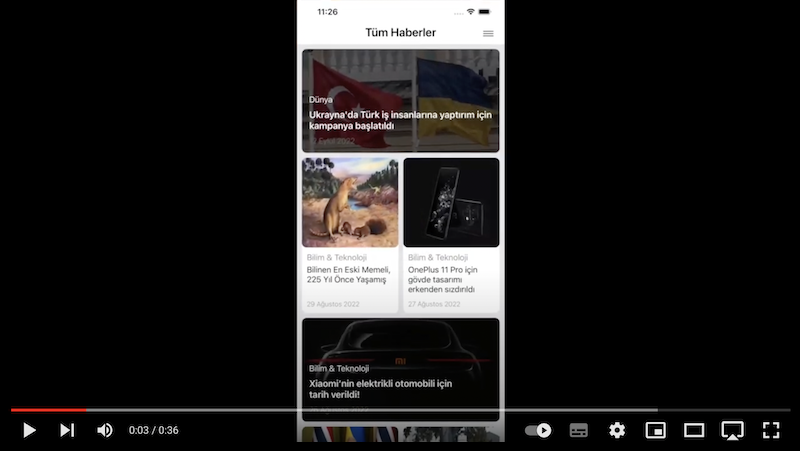 11:26
Tüm Haberler
Dünya
Ukrayna'da Türk iş insanlarına yaptırım için
kampanya başlatıldı
Eylül 2022
Bilim & Teknoloji
Bilinen En Eski Memeli,
225 Yıl Önce Yaşamış
29 Ağustos 2022
Bilim & Teknoloji
OnePlus 11 Pro için
gövde tasarımı
erkenden sızdırıldı
27 Ağustos 2022
Bilim & Teknoloji
Xiaomi'nin elektrikli otomobili için
tarih verildi!
0:03 / 0:36